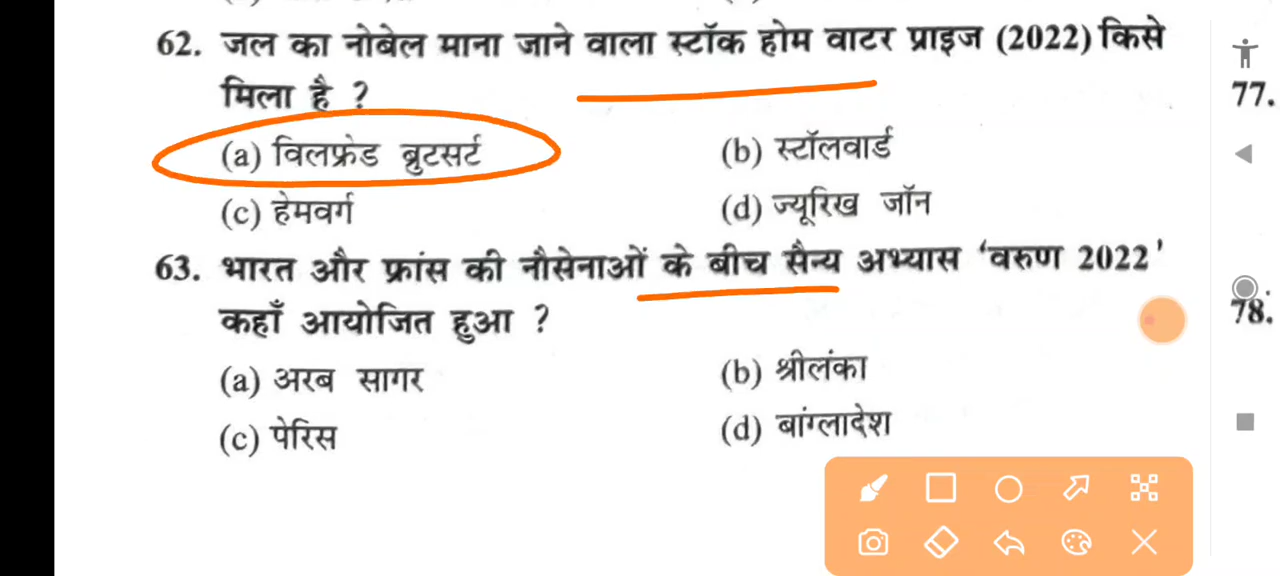 62. जल का नोबेल माना जाने वाला स्टॉक होम वाटर प्राइज (2022) किसे
मिला है ?
(a) विलफ्रेड ब्रुटसर्ट (b) स्टॉलवार्ड
(c) हेमवर्ग (d) ज्यूरिख जॉन
63. भारत और फ्रांस की नौसेनाओं के बीच सैन्य अभ्यास ‘वरुण 2022’
कहाँ आयोजित हुआ ?
(a) अरब सागर (b) श्रीलंका
(c) पेरिस (d) बांग्लादेश
77.
78.